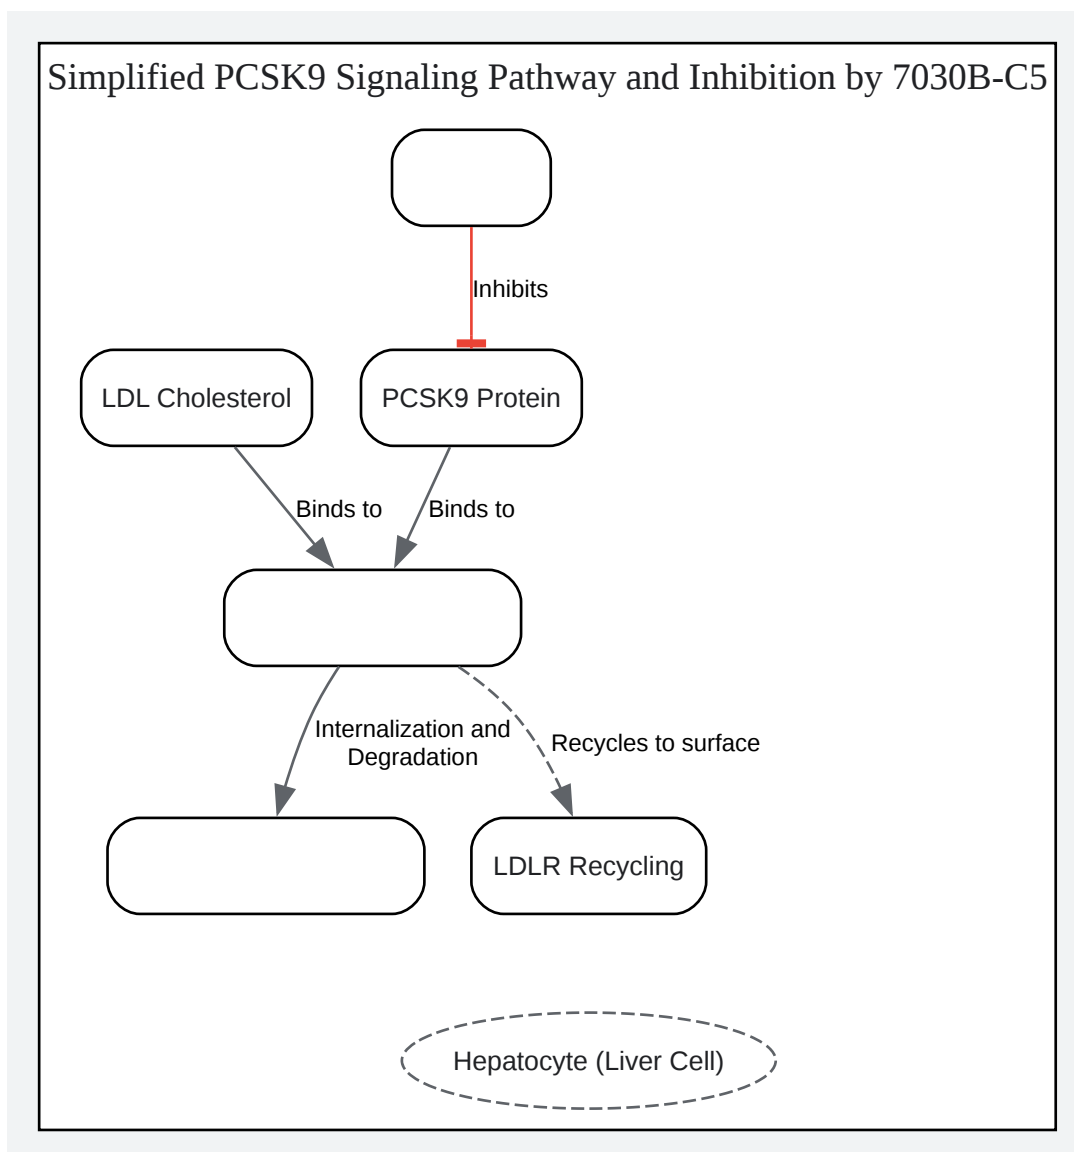 Simplified PCSK9 Signaling Pathway and Inhibition by 7030B-C5
Inhibits
LDL Cholesterol
PCSK9 Protein
Binds to
Binds to
Internalization and
Degradation
Recycles to surface
LDLR Recycling
Hepatocyte (Liver Cell)